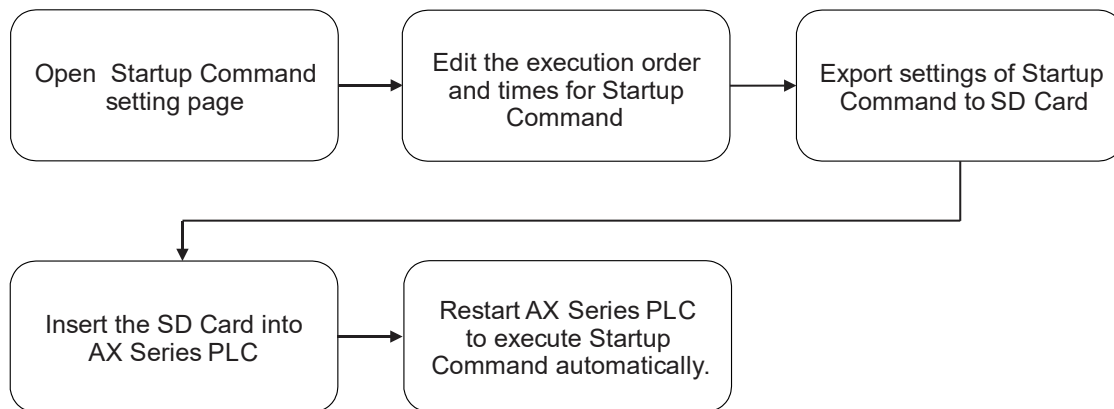 Open  Startup Command
setting page
Edit the execution order
and times for Startup
Command
Export settings of Startup
Command to SD Card
Insert the SD Card into
AX Series PLC
Restart AX Series PLC
to execute Startup
Command automatically.